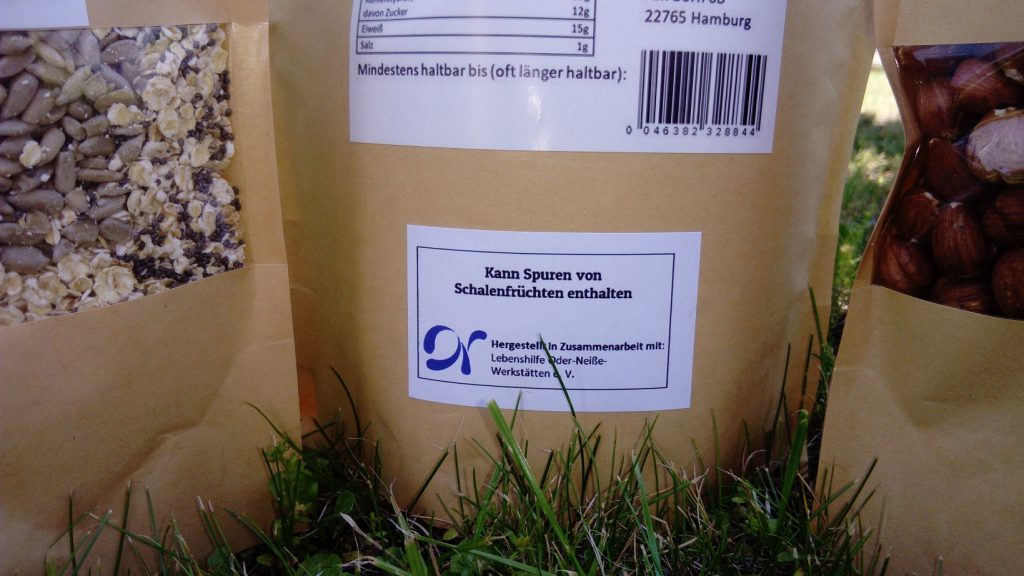 davon Zucker 12g
Eiweiß 15g
Salz 1g
22765 Hamburg
Mindestens haltbar bis (oft länger haltbar):
0 046382 328844
Kann Spuren von
Schalenfrüchten enthalten
Hergestellt in Zusammenarbeit mit:
Lebenshilfe Oder-Neiße-
Werkstätten e. V.